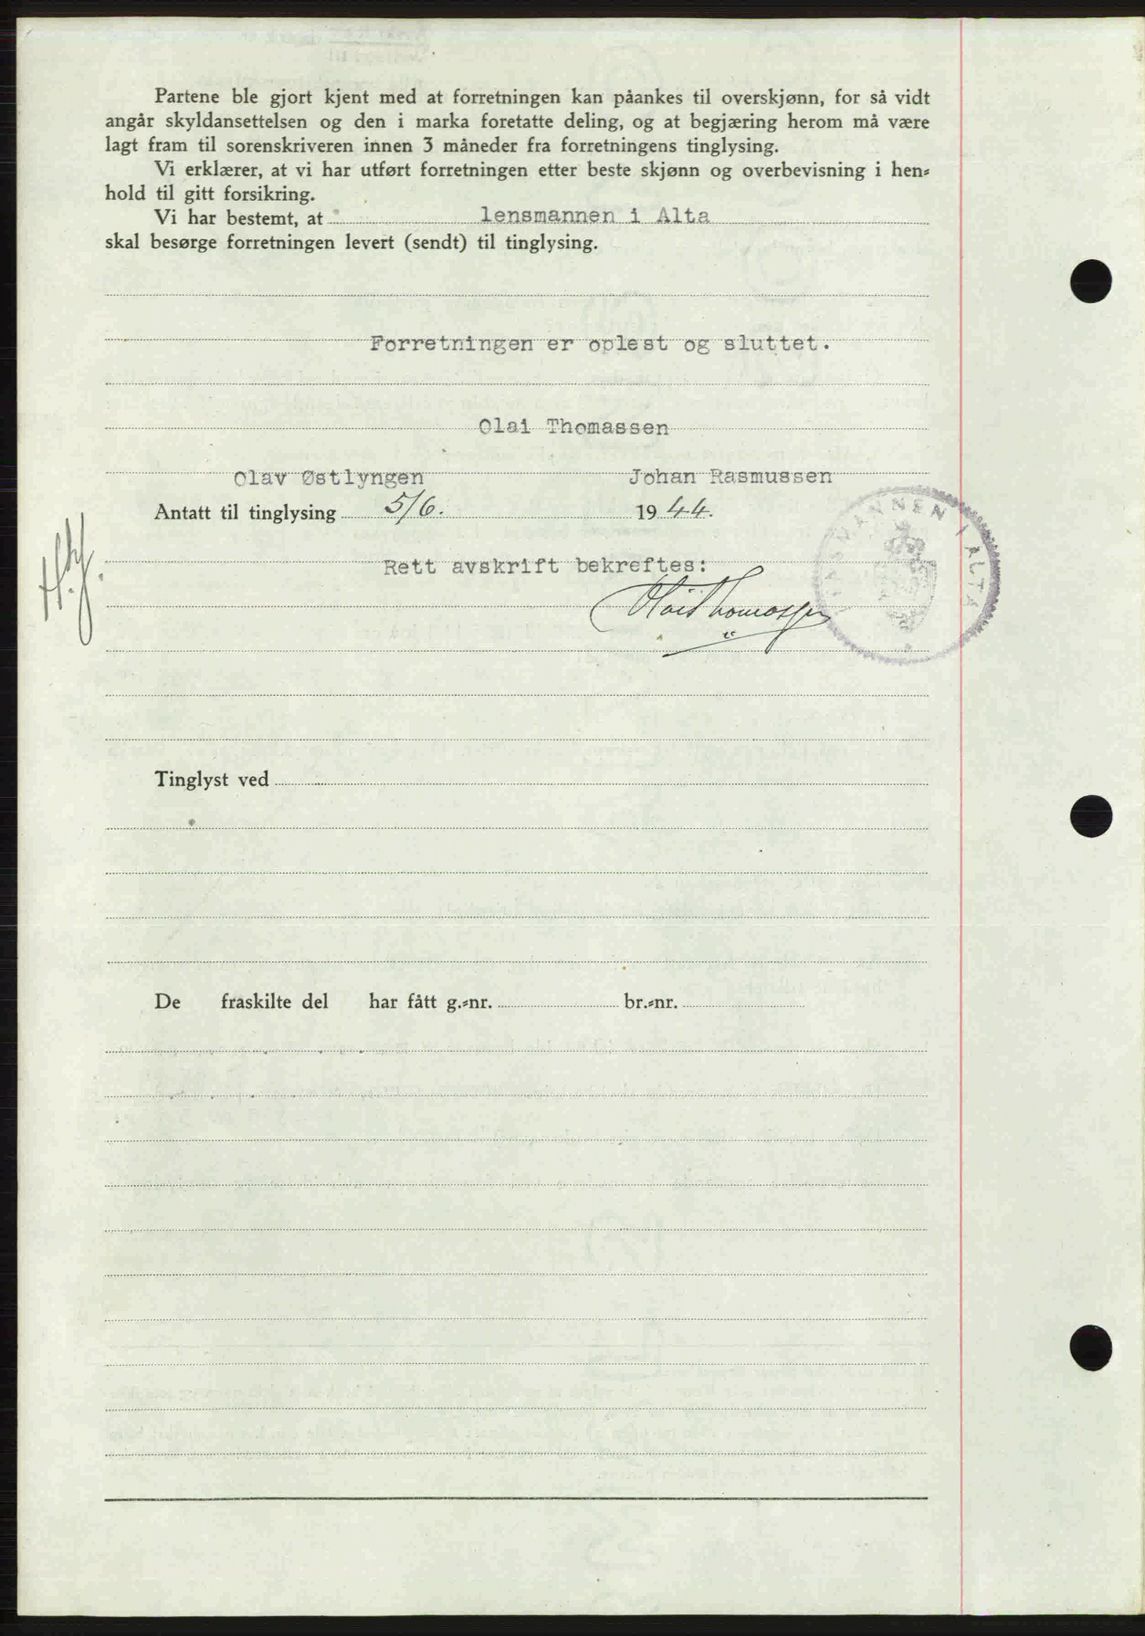 Partene ble gjort kjent med at forretningen kan påankes til overskjønn, for så vidt
angår skyldansettelsen og den i marka foretatte deling, og at begjæring herom må være
lagt fram til sorenskriveren innen 3 måneder fra forretningens tinglysing.
Vi erklærer, at vi har utført forretningen etter beste skjønn og overbevisning i hen-
hold til gitt forsikring.
Vi har bestemt, at lensmannen i Alta
skal besørge forretningen levert (sendt) til tinglysing.
Forretningen er oplest og sluttet.
Olai Thomassen
Olav Østlyngen Johan Rasmussen
Antatt til tinglysing 5/6. 1944.
LENSMANNEN I ALTA
H.J.
Rett avskrift bekreftes:
Olai Thomassen
Tinglyst ved
De fraskilte del har fått g.-nr. br.-nr.